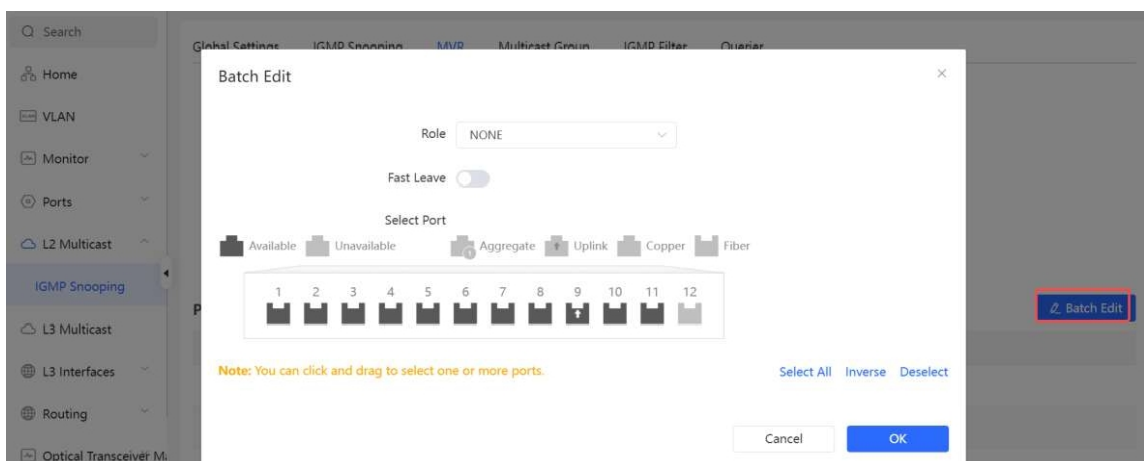 Search
Global Settings IGMP Snooping MVR Multicast Group IGMP Filter Querier
Home
Batch Edit
VLAN
Role NONE
Monitor
Fast Leave
Ports
Select Port
L2 Multicast
Available Unavailable Aggregate Uplink Copper Fiber
IGMP Snooping
1 2 3 4 5 6 7 8 9 10 11 12
P
Batch Edit
L3 Multicast
L3 Interfaces
Note: You can click and drag to select one or more ports.
Select All Inverse Deselect
Routing
Cancel OK
Optical Transceiver Ma